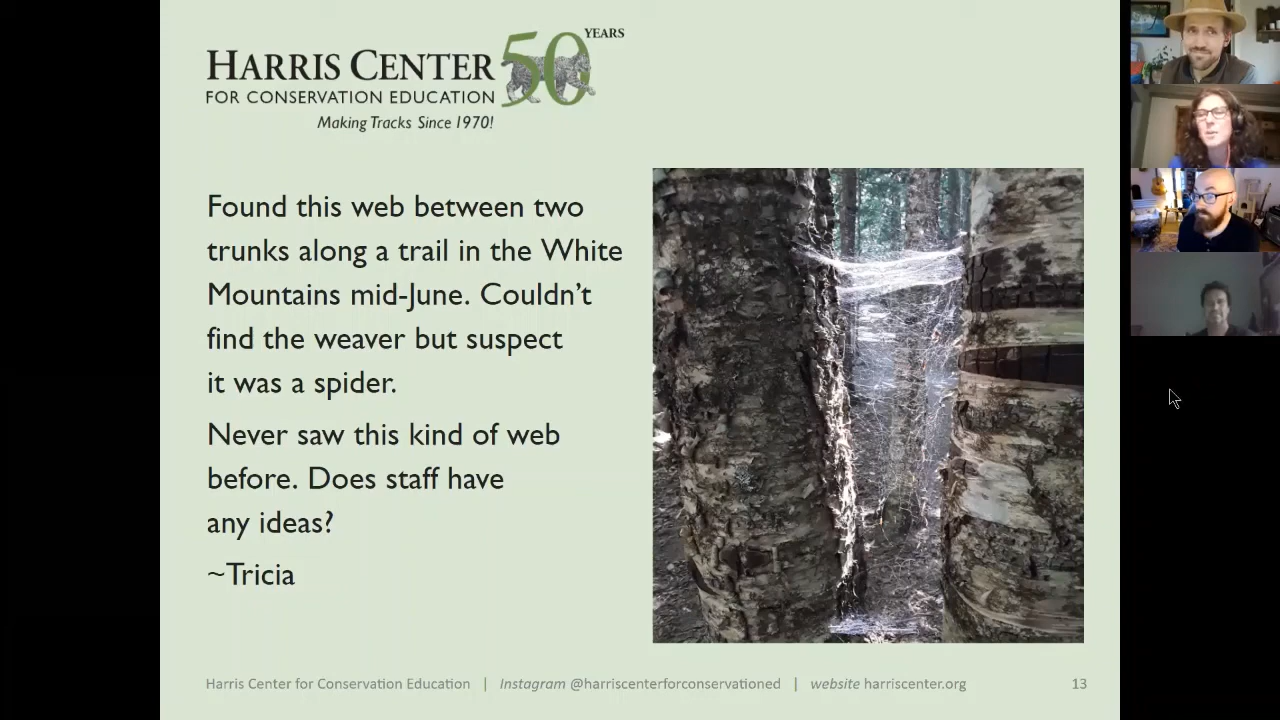 HARRIS CENTER 50 YEARS
FOR CONSERVATION EDUCATION
Making Tracks Since 1970!
Found this web between two
trunks along a trail in the White
Mountains mid-June. Couldn't
find the weaver but suspect
it was a spider.
Never saw this kind of web
before. Does staff have
any ideas?
~Tricia
Harris Center for Conservation Education | Instagram @harriscenterforconservationed | website harriscenter.org 13